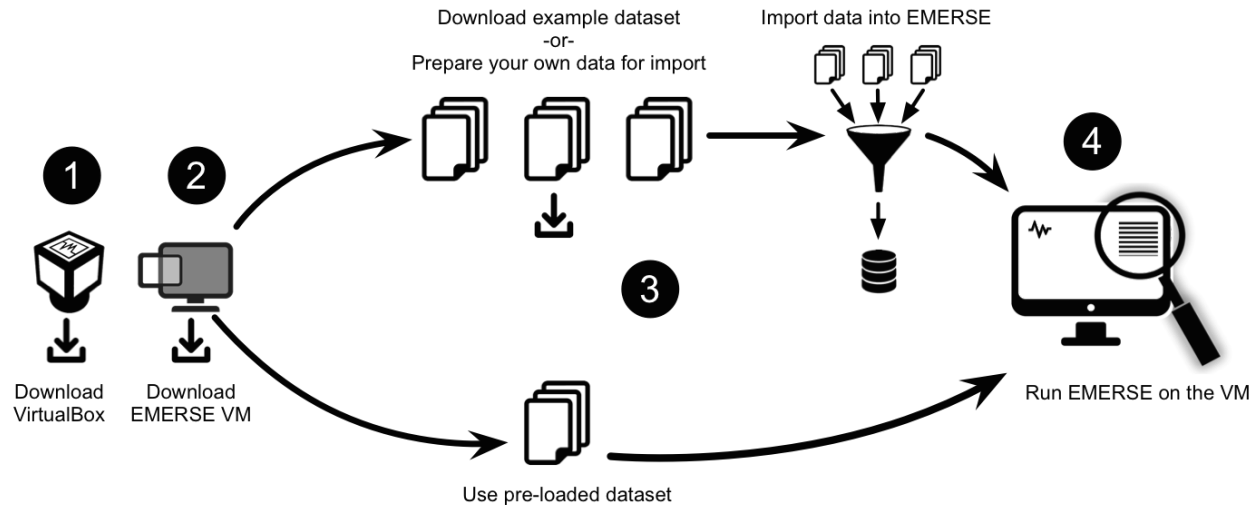 Download example dataset
-or-
Prepare your own data for import
Import data into EMERSE
1
2
3
4
Download
VirtualBox
Download
EMERSE VM
Run EMERSE on the VM
Use pre-loaded dataset